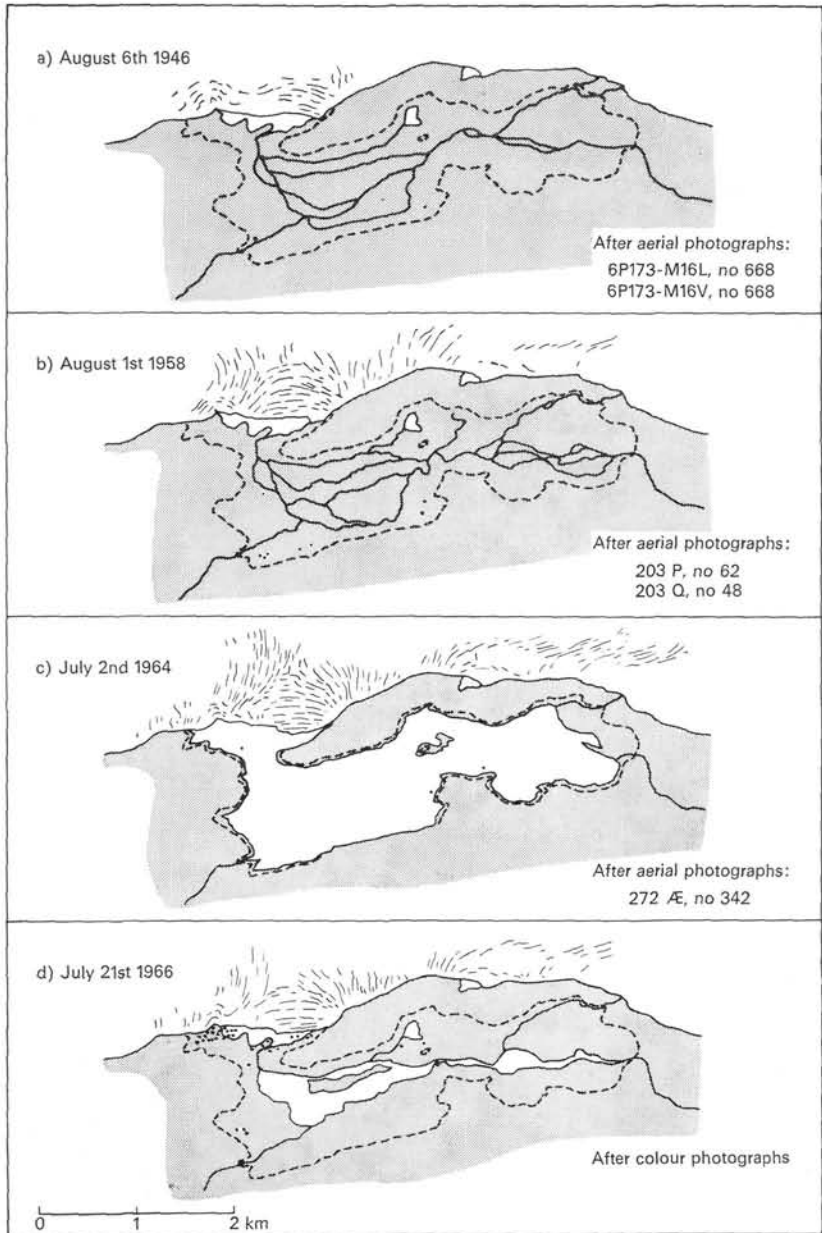 a) August 6th 1946
After aerial photographs:
6P173-M16L, no 668
6P173-M16V, no 668
b) August 1st 1958
After aerial photographs:
203 P, no 62
203 Q, no 48
c) July 2nd 1964
After aerial photographs:
272 Æ, no 342
d) July 21st 1966
After colour photographs
0 1 2 km